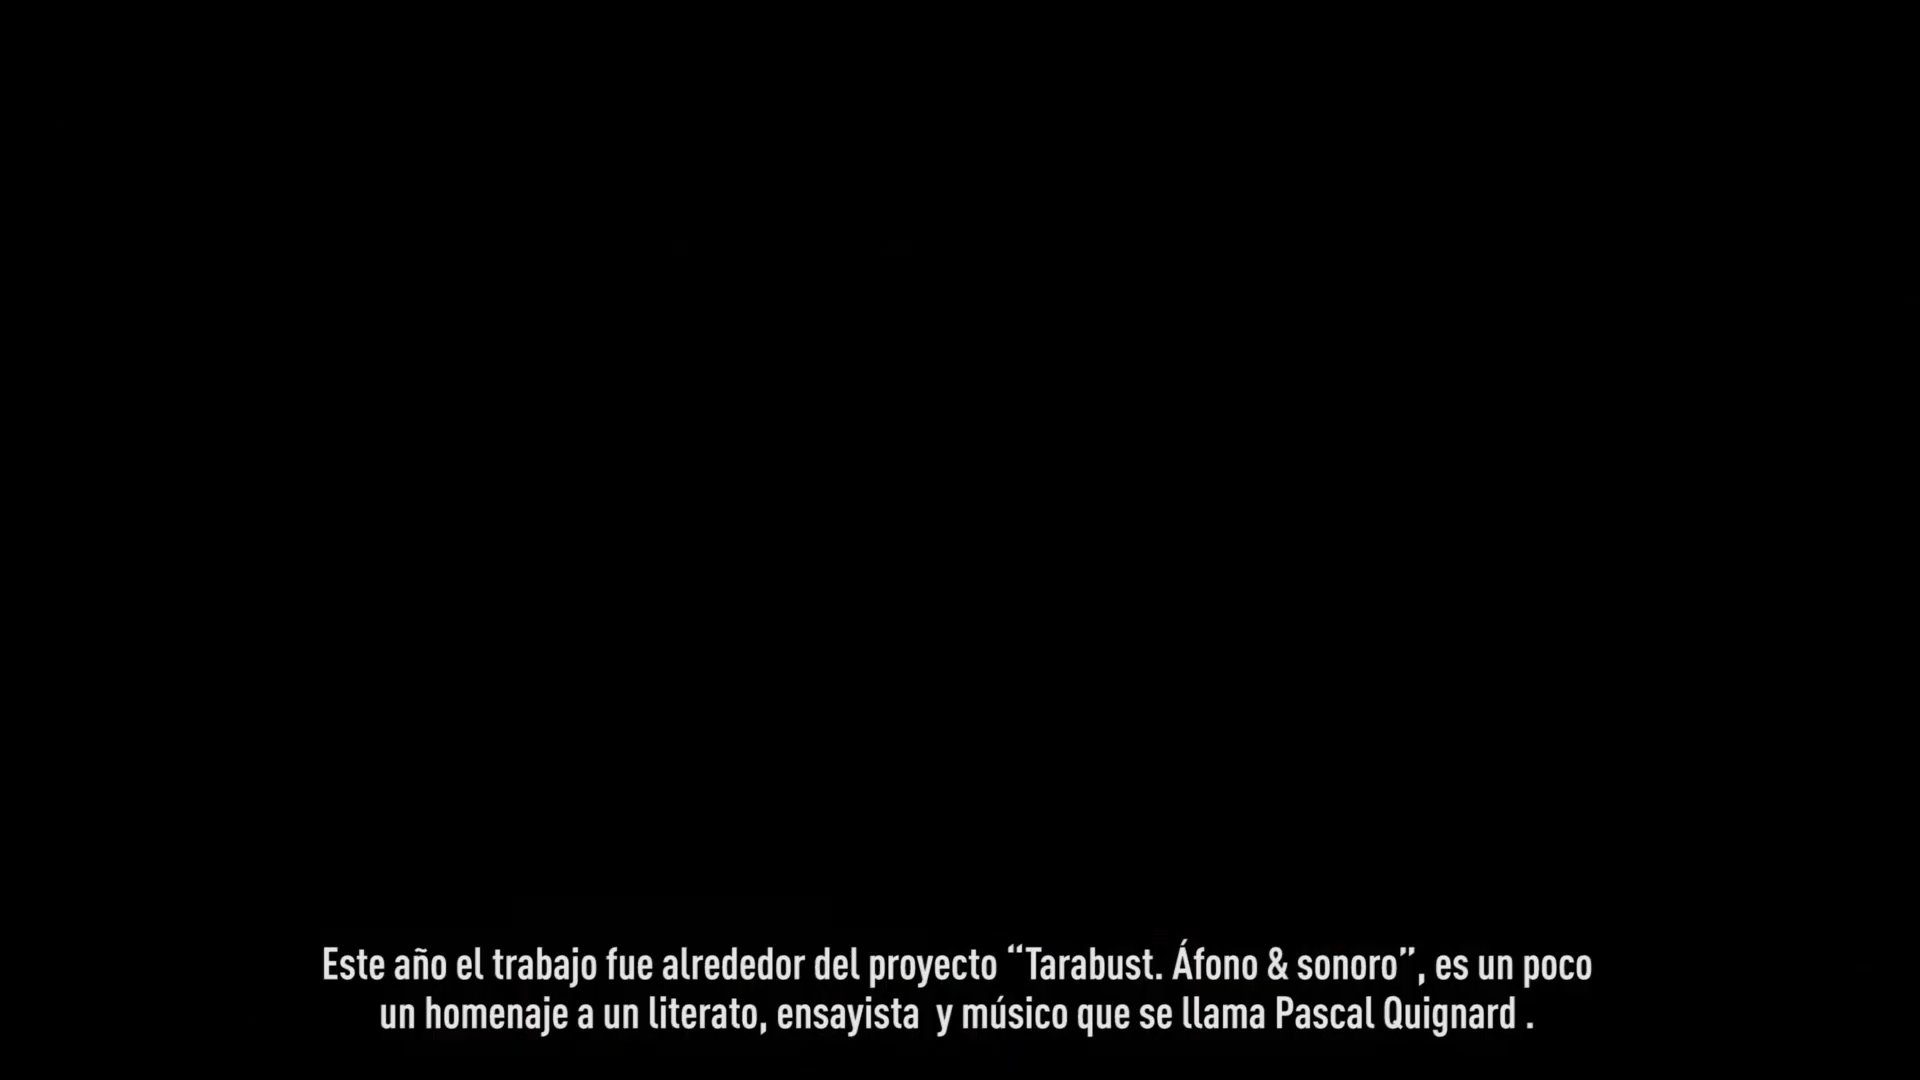 Este año el trabajo fue alrededor del proyecto “Tarabust. Áfono & sonoro”, es un poco
un homenaje a un literato, ensayista  y músico que se llama Pascal Quignard .